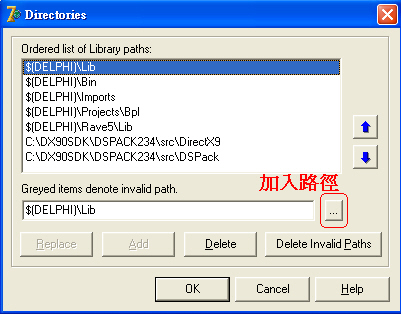 Directories
Ordered list of Library paths:
$(DELPHI)\Lib
$(DELPHI)\Bin
$(DELPHI)\Imports
$(DELPHI)\Projects\Bpl
$(DELPHI)\Rave5\Lib
C:\DX90SDK\DSPACK234\src\DirectX9
C:\DX90SDK\DSPACK234\src\DSPack
加入路徑
Greyed items denote invalid path.
$(DELPHI)\Lib
...
Replace Add Delete Delete Invalid Paths
OK Cancel Help